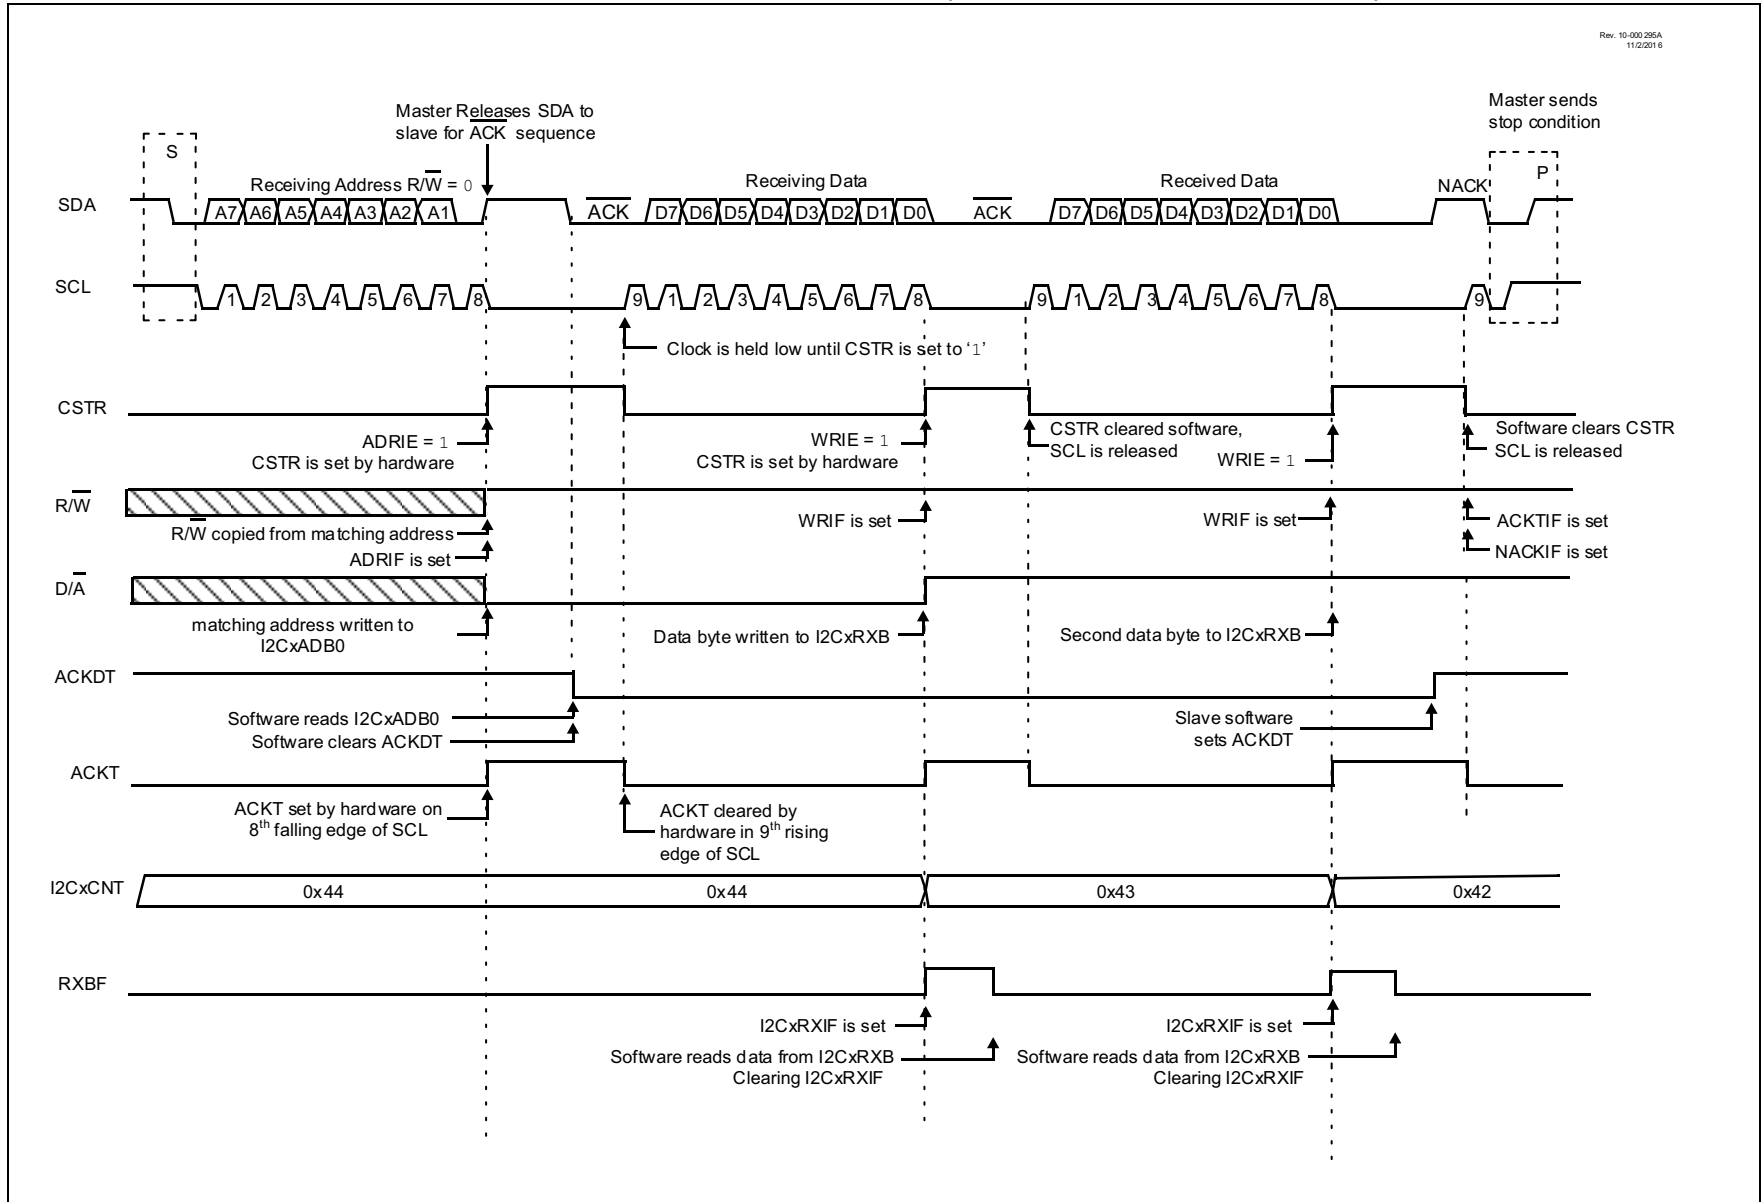 Rev. 10-000 295A
11/2/201 6
Master Releases SDA to
slave for ACK sequence
Master sends
stop condition
S
P
Receiving Address R/W = 0
Receiving Data
Received Data
NACK
SDA
A7 A6 A5 A4 A3 A2 A1
ACK
D7 D6 D5 D4 D3 D2 D1 D0
ACK
D7 D6 D5 D4 D3 D2 D1 D0
SCL
1 2 3 4 5 6 7 8
9 1 2 3 4 5 6 7 8
9 1 2 3 4 5 6 7 8
9
Clock is held low until CSTR is set to ‘1’
CSTR
ADRIE = 1
CSTR is set by hardware
WRIE = 1
CSTR is set by hardware
CSTR cleared software,
SCL is released
WRIE = 1
Software clears CSTR
SCL is released
R/W
R/W copied from matching address
ADRIF is set
WRIF is set
WRIF is set
ACKTIF is set
NACKIF is set
D/A
matching address written to
I2CxADB0
Data byte written to I2CxRXB
Second data byte to I2CxRXB
ACKDT
Software reads I2CxADB0
Software clears ACKDT
Slave software
sets ACKDT
ACKT
ACKT set by hardware on
8th falling edge of SCL
ACKT cleared by
hardware in 9th rising
edge of SCL
I2CxCNT
0x44
0x44
0x43
0x42
RXBF
I2CxRXIF is set
Software reads data from I2CxRXB
Clearing I2CxRXIF
I2CxRXIF is set
Software reads data from I2CxRXB
Clearing I2CxRXIF